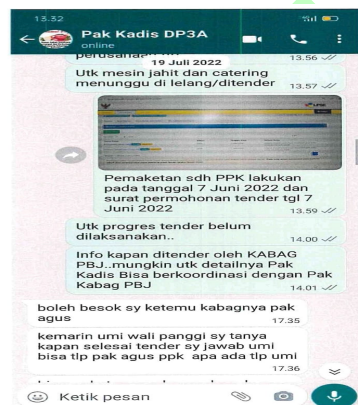 13.32
Pak Kadis DP3A
online
19 Juli 2022
13.56
Utk mesin jahit dan catering
menunggu di lelang/ditender
13.57
Pemaketan sdh PPK lakukan
pada tanggal 7 Juni 2022 dan
surat permohonan tender tgl 7
Juni 2022
13.59
Utk progres tender belum
dilaksanakan..
14.00
Info kapan ditender oleh KABAG
PBJ..mungkin utk detailnya Pak
Kadis Bisa berkoordinasi dengan Pak
Kabag PBJ
14.01
boleh besok sy ketemu kabagnya pak
agus
17.35
kemarin umi wali panggi sy tanya
kapan selesai tender sy jawab umi
bisa tlp pak agus ppk apa ada tlp umi
17.36
Ketik pesan